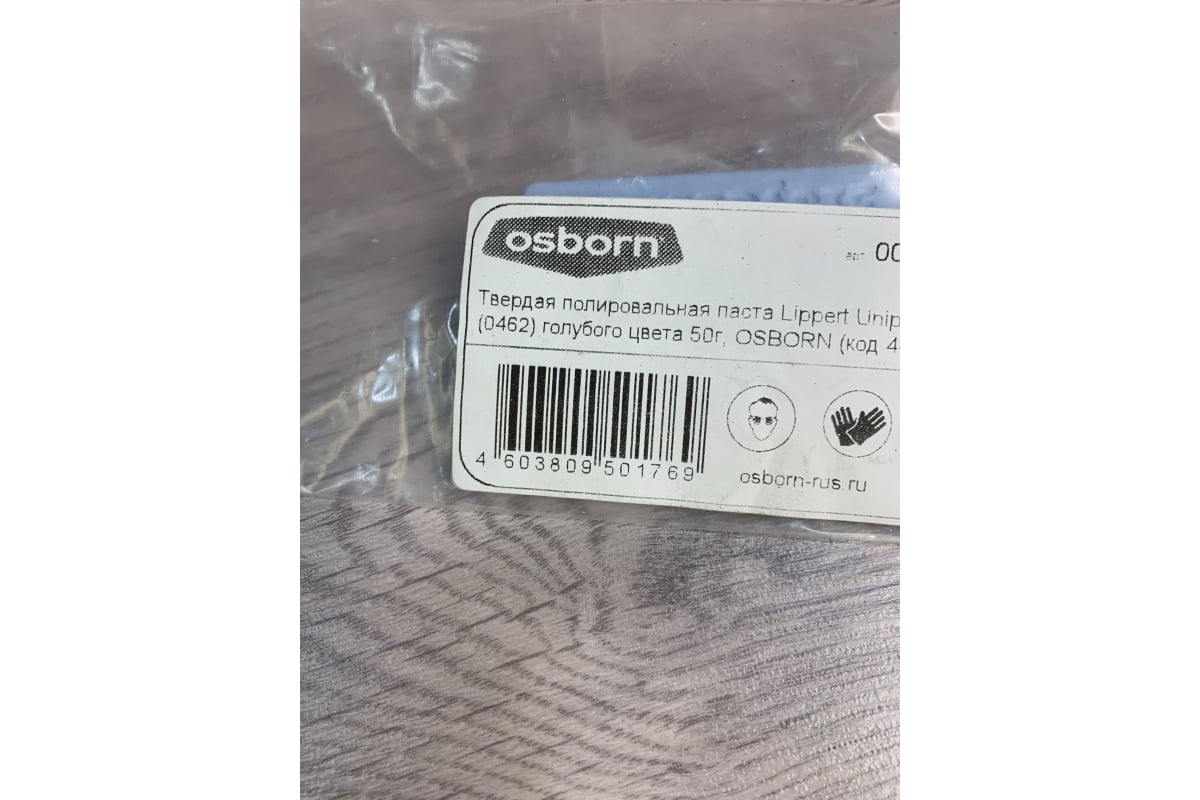 osborn
арт 00
Твердая полировальная паста Lippert Unip
(0462) голубого цвета 50г, OSBORN (код 4
4 603809 501769
osborn-rus.ru